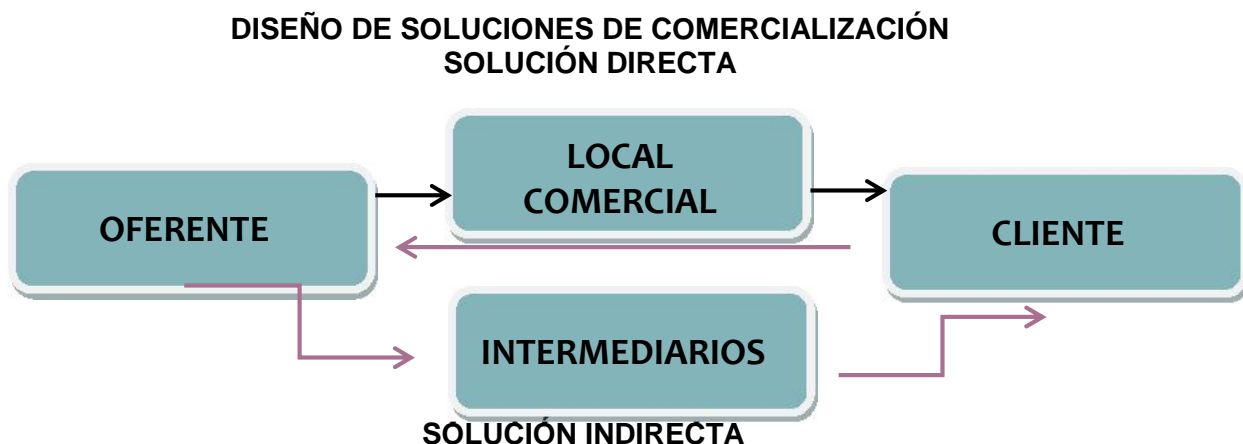 DISEÑO DE SOLUCIONES DE COMERCIALIZACIÓN
SOLUCIÓN DIRECTA
LOCAL
COMERCIAL
OFERENTE
CLIENTE
INTERMEDIARIOS
SOLUCIÓN INDIRECTA